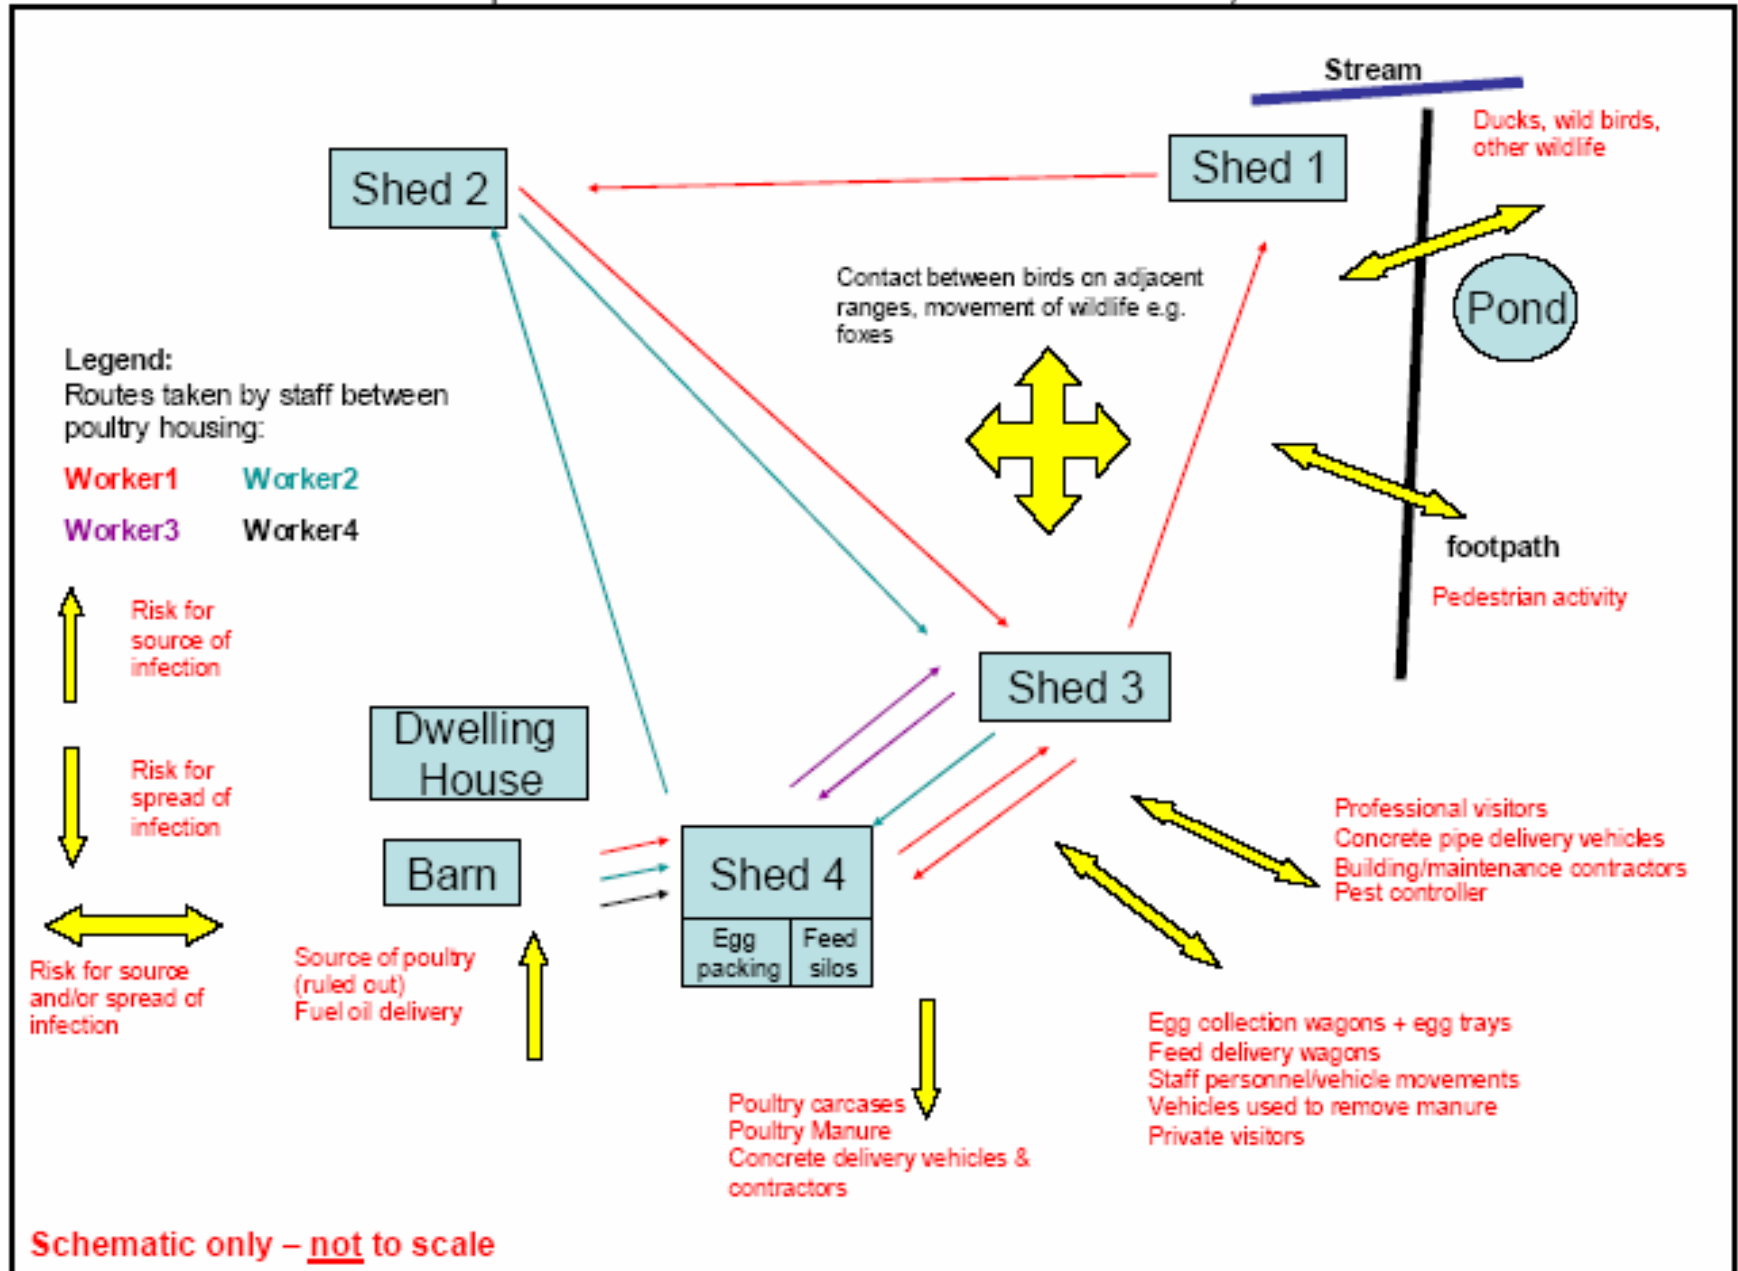 Stream
Ducks, wild birds,
other wildlife
Shed 2
Shed 1
Contact between birds on adjacent
ranges, movement of wildlife e.g.
foxes
Pond
Legend:
Routes taken by staff between
poultry housing:
Worker1 Worker2
Worker3 Worker4
footpath
Pedestrian activity
Risk for
source of
infection
Shed 3
Dwelling
House
Risk for
spread of
infection
Barn
Shed 4
Egg
packing
Feed
silos
Professional visitors
Concrete pipe delivery vehicles
Building/maintenance contractors
Pest controller
Risk for source
and/or spread of
infection
Source of poultry
(ruled out)
Fuel oil delivery
Egg collection wagons + egg trays
Feed delivery wagons
Staff personnel/vehicle movements
Vehicles used to remove manure
Private visitors
Poultry carcases
Poultry Manure
Concrete delivery vehicles &
contractors
Schematic only – not to scale